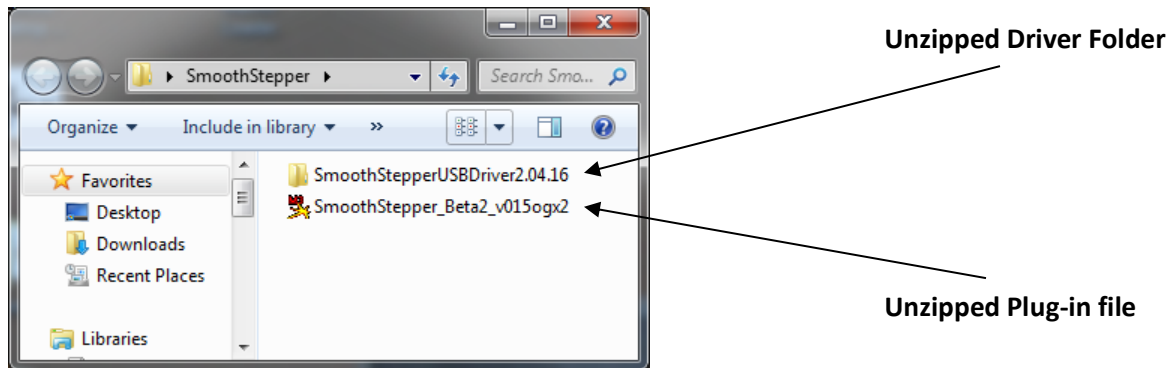 Unzipped Driver Folder
SmoothStepper
Search Smo...
Organize
Include in library
»
?
Favorites
SmoothStepperUSBDriver2.04.16
Desktop
SmoothStepper_Beta2_v015ogx2
Downloads
Recent Places
Unzipped Plug-in file
Libraries